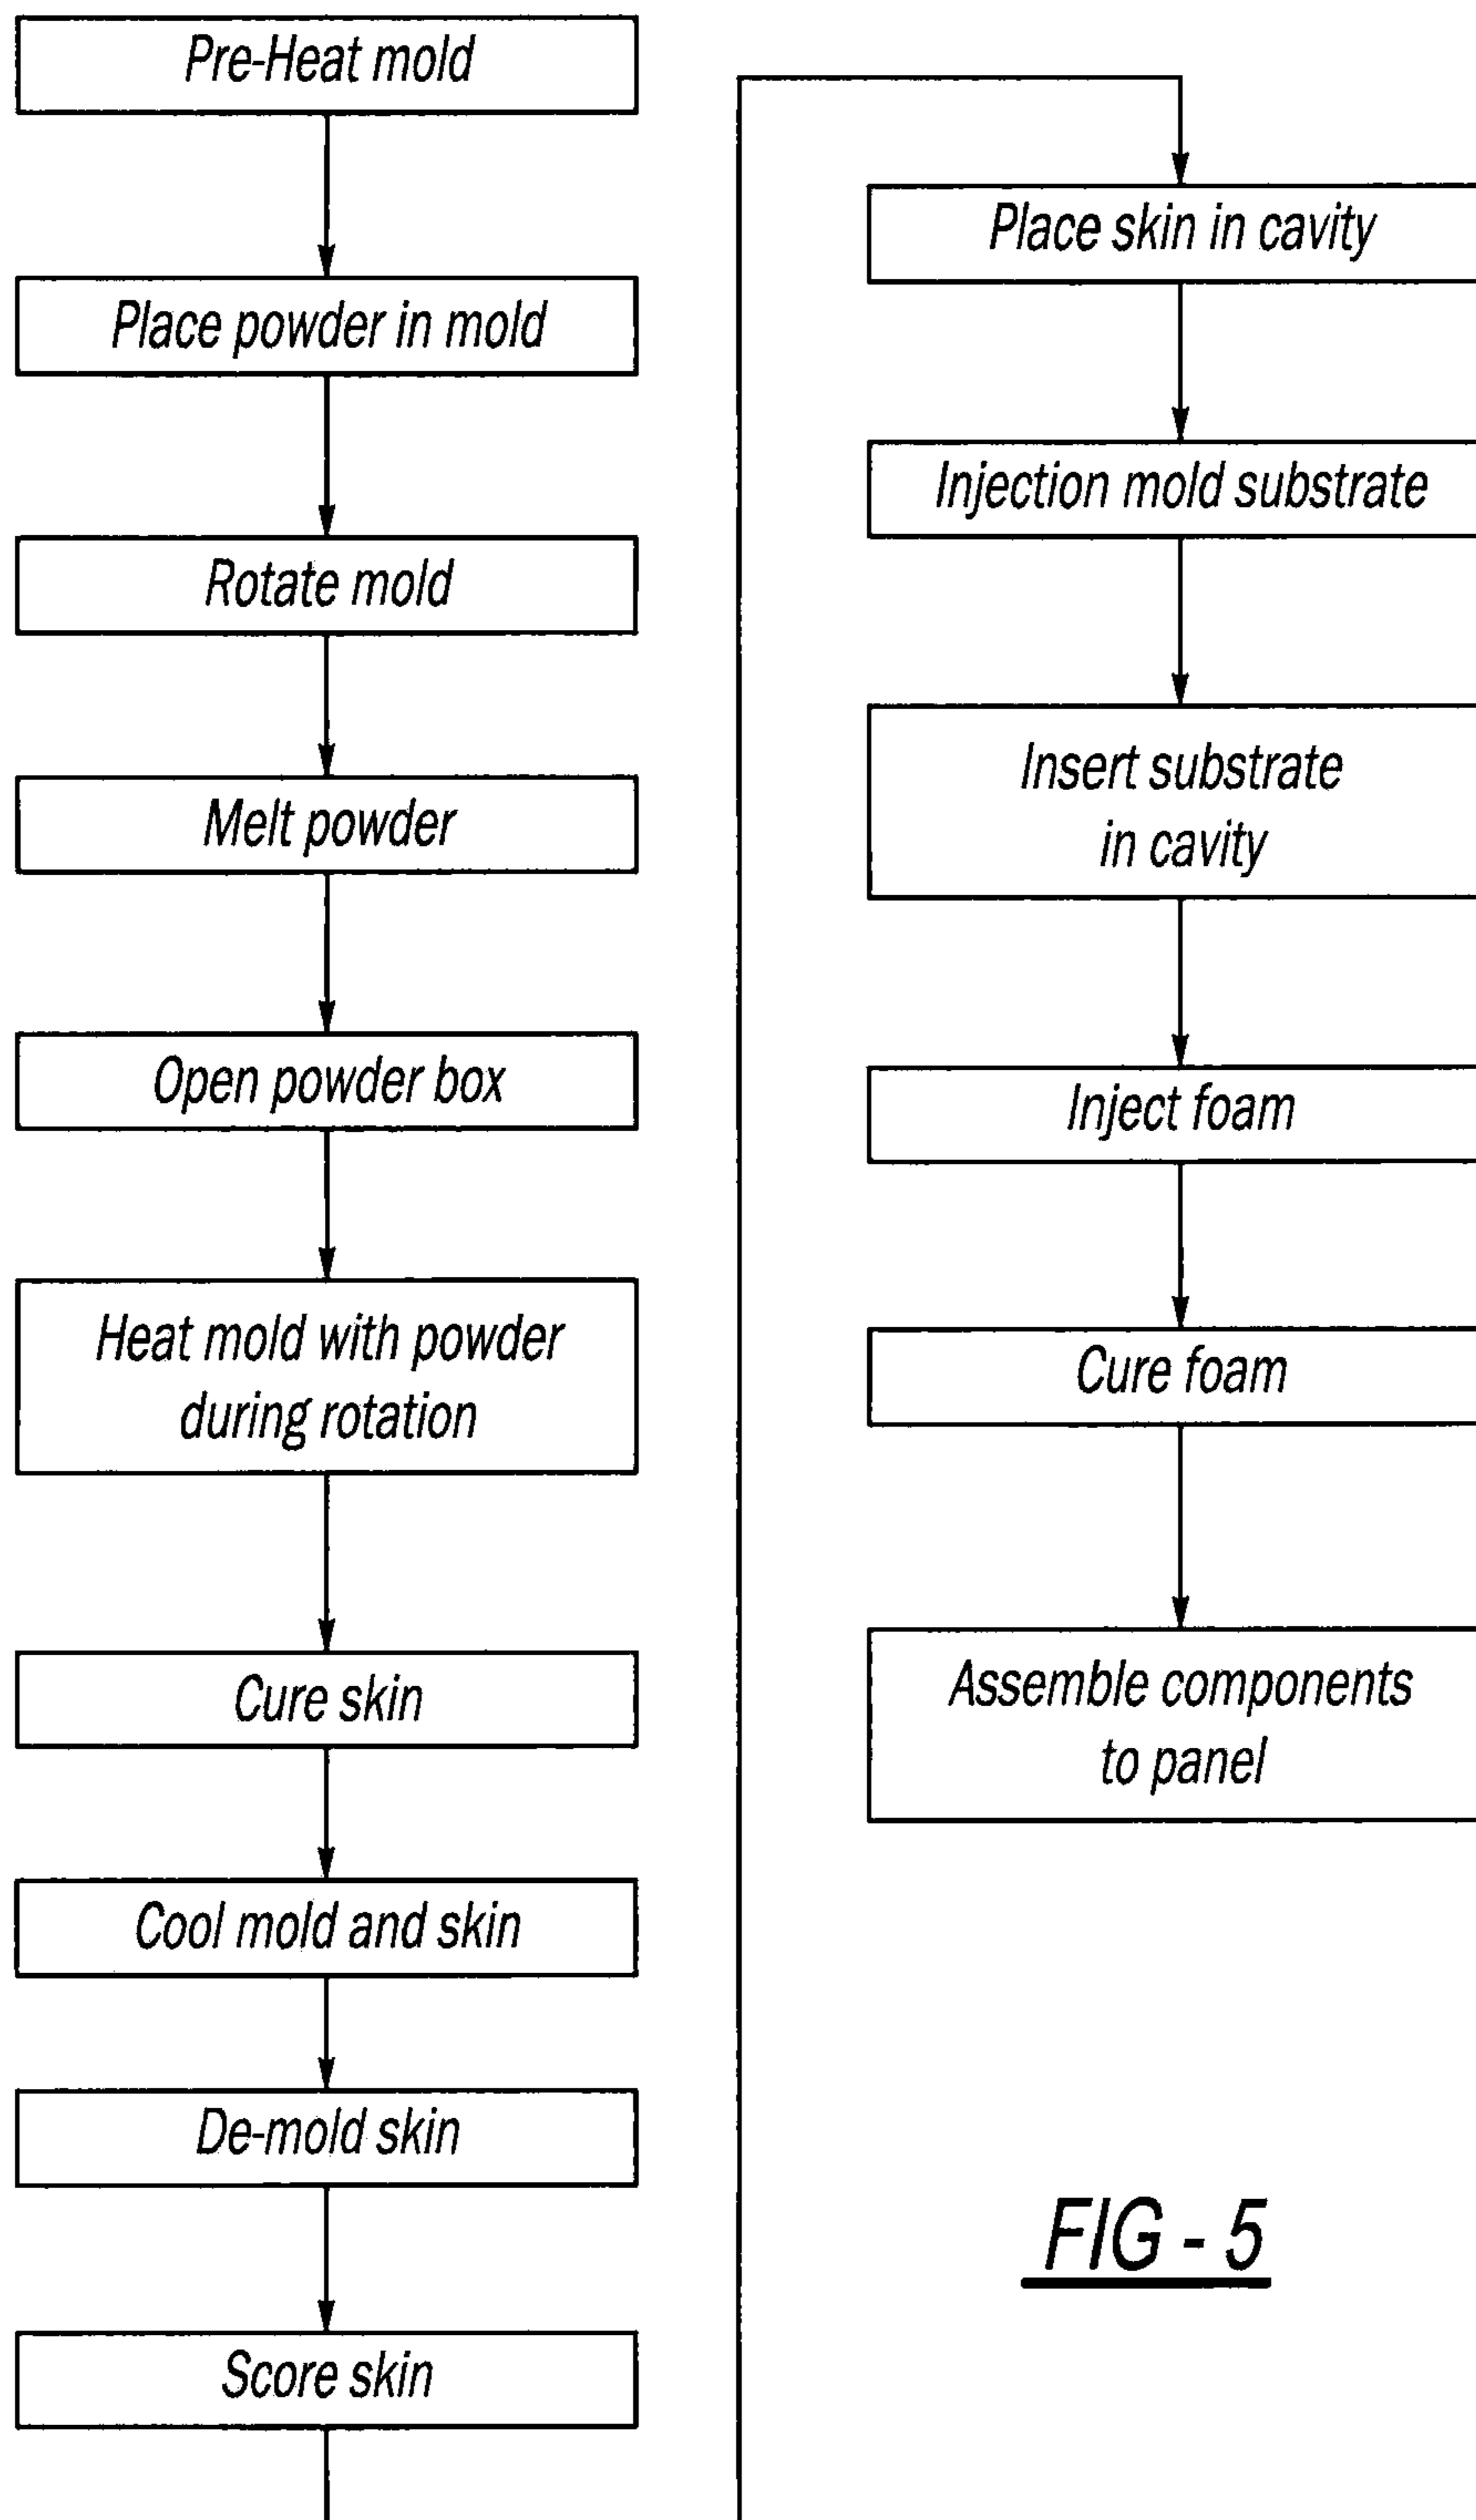 Pre-Heat mold
Place powder in mold
Rotate mold
Melt powder
Open powder box
Heat mold with powder
during rotation
Cure skin
Cool mold and skin
De-mold skin
Score skin
Place skin in cavity
Injection mold substrate
Insert substrate
in cavity
Inject foam
Cure foam
Assemble components
to panel
FIG - 5